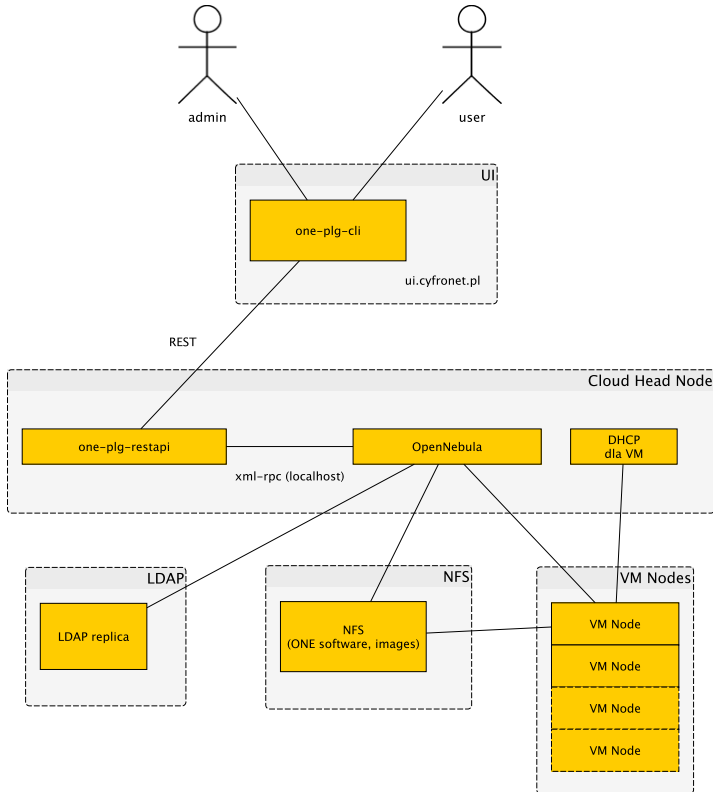 admin
user
UI
one-plg-cli
ui.cyfronet.pl
REST
Cloud Head Node
one-plg-restapi
OpenNebula
DHCP
dla VM
xml-rpc (localhost)
LDAP
NFS
VM Nodes
LDAP replica
NFS
(ONE software, images)
VM Node
VM Node
VM Node
VM Node